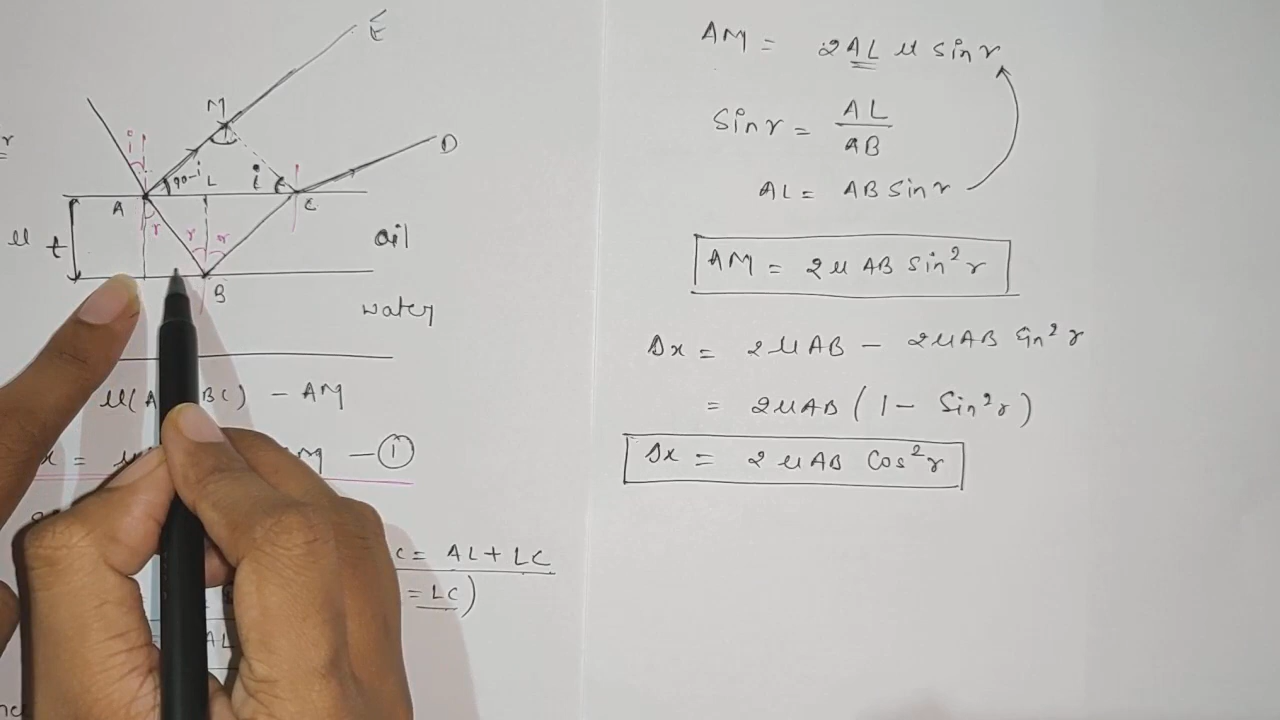 E
M
i
90-i
L
i
D
A
C
r
r
r
μ
t
oil
B
water
BC) - AM
M - ①
C = AL + LC
= LC)
AL
AM = 2AL μ sin r
Sin r = AL / AB
AL = AB Sin r
AM = 2μ AB Sin² r
Δx = 2μAB - 2μAB Sin² r
= 2μAB (1 - Sin² r)
Δx = 2μAB Cos² r